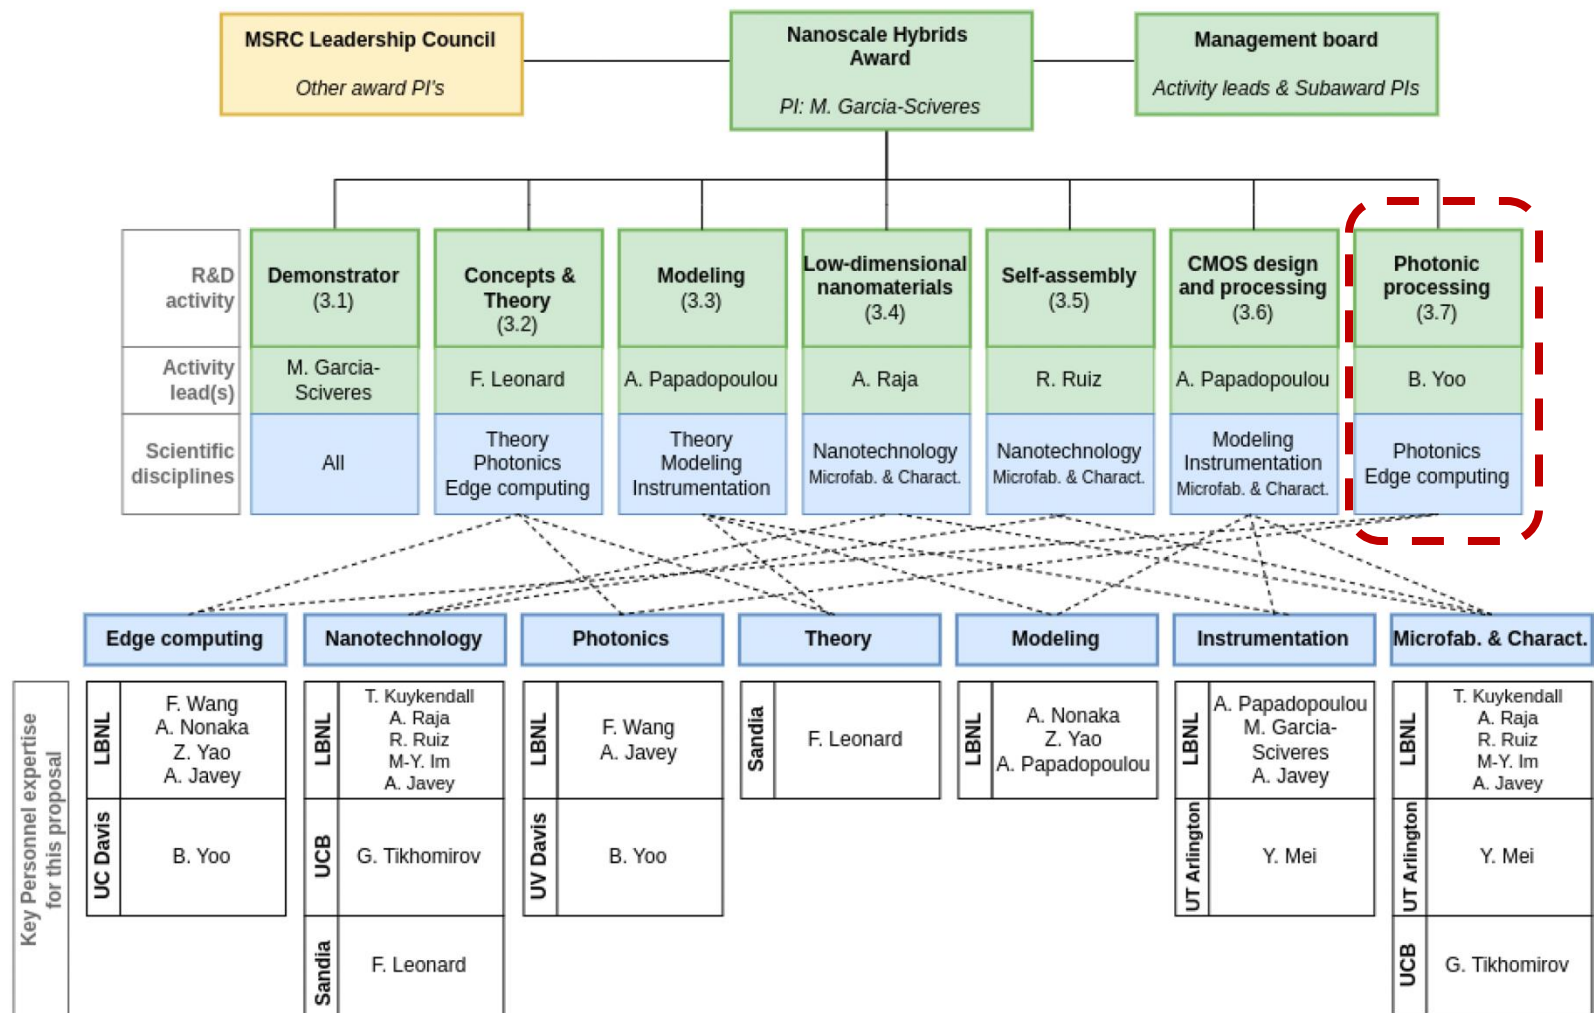 MSRC Leadership Council
Other award PI's
Nanoscale Hybrids
Award
PI: M. Garcia-Sciveres
Management board
Activity leads & Subaward PIs
R&D
activity
Demonstrator
(3.1)
Concepts &
Theory
(3.2)
Modeling
(3.3)
Low-dimensional
nanomaterials
(3.4)
Self-assembly
(3.5)
CMOS design
and processing
(3.6)
Photonic
processing
(3.7)
Activity
lead(s)
M. Garcia-
Sciveres
F. Leonard
A. Papadopoulou
A. Raja
R. Ruiz
A. Papadopoulou
B. Yoo
Scientific
disciplines
All
Theory
Photonics
Edge computing
Theory
Modeling
Instrumentation
Nanotechnology
Microfab. & Charact.
Nanotechnology
Microfab. & Charact.
Modeling
Instrumentation
Microfab. & Charact.
Photonics
Edge computing
Edge computing
Nanotechnology
Photonics
Theory
Modeling
Instrumentation
Microfab. & Charact.
Key Personnel expertise
for this proposal
LBNL
F. Wang
A. Nonaka
Z. Yao
A. Javey
UC Davis
B. Yoo
LBNL
T. Kuykendall
A. Raja
R. Ruiz
M-Y. Im
A. Javey
UCB
G. Tikhomirov
Sandia
F. Leonard
LBNL
F. Wang
A. Javey
UV Davis
B. Yoo
Sandia
F. Leonard
LBNL
A. Nonaka
Z. Yao
A. Papadopoulou
LBNL
A. Papadopoulou
M. Garcia-
Sciveres
A. Javey
UT Arlington
Y. Mei
LBNL
T. Kuykendall
A. Raja
R. Ruiz
M-Y. Im
A. Javey
UT Arlington
Y. Mei
UCB
G. Tikhomirov